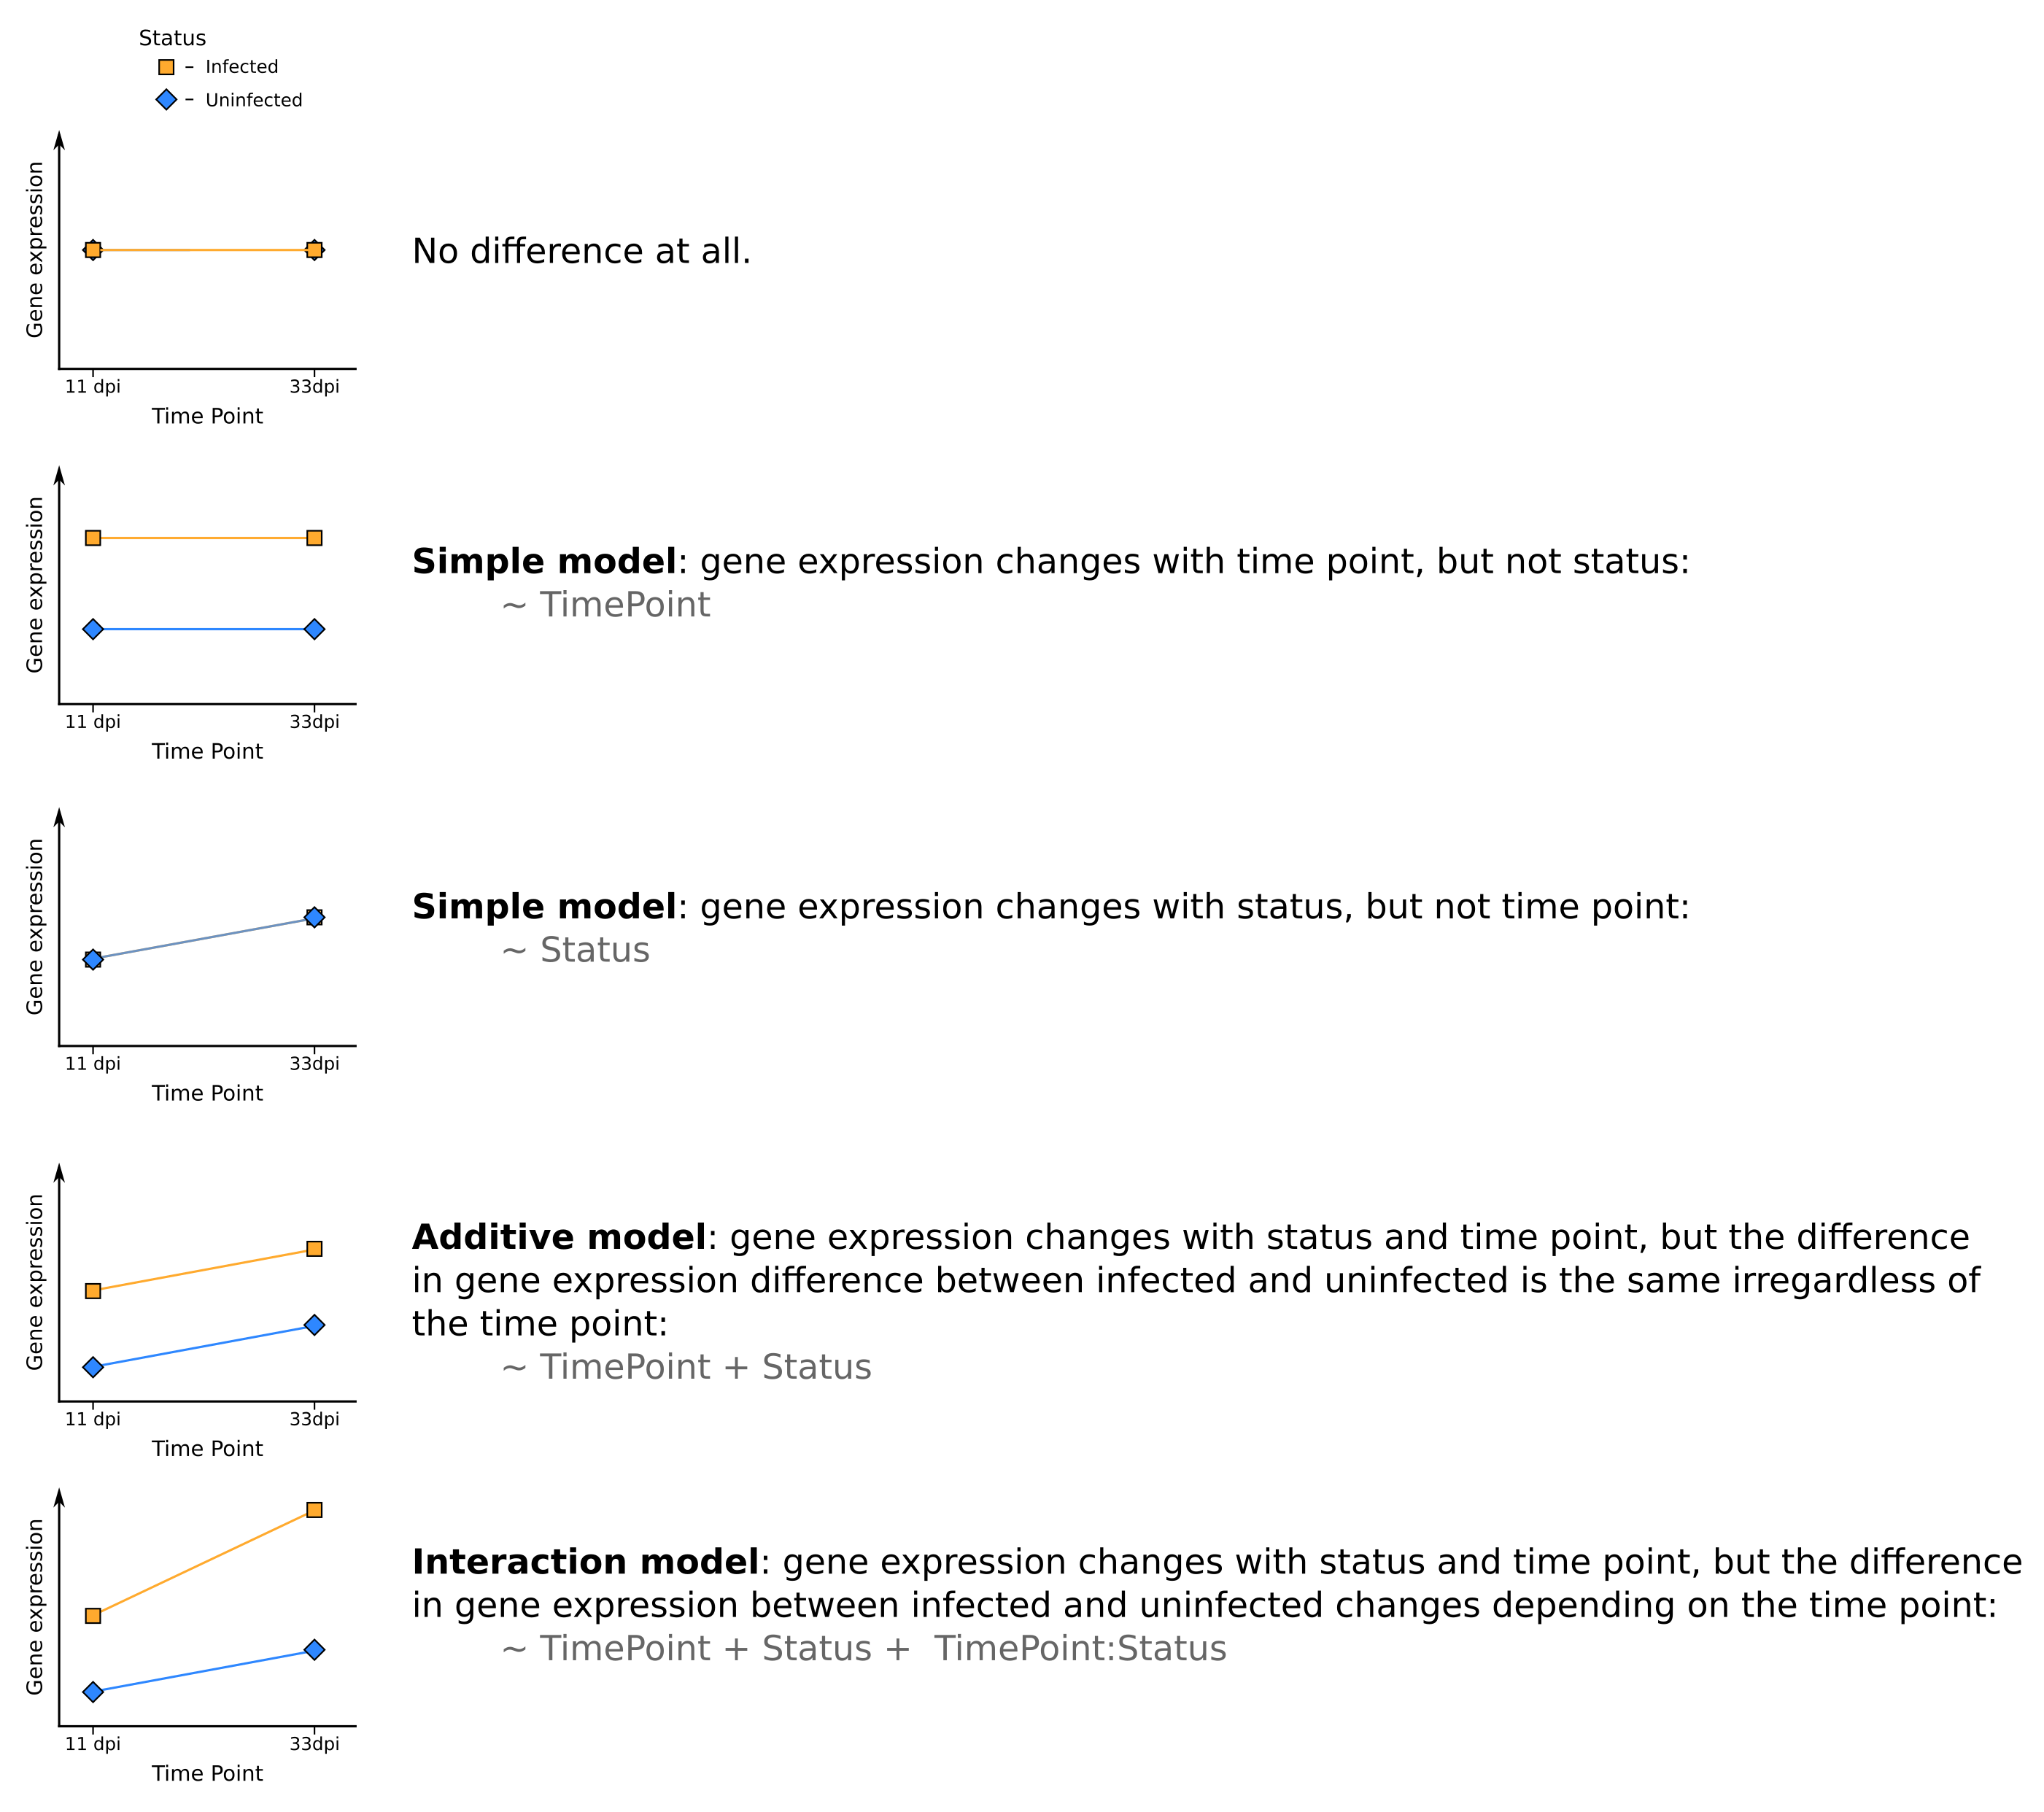 Status
– Infected
– Uninfected
Gene expression
11 dpi 33dpi
Time Point
No difference at all.
Gene expression
11 dpi 33dpi
Time Point
Simple model: gene expression changes with time point, but not status:
~ TimePoint
Gene expression
11 dpi 33dpi
Time Point
Simple model: gene expression changes with status, but not time point:
~ Status
Gene expression
11 dpi 33dpi
Time Point
Additive model: gene expression changes with status and time point, but the difference
in gene expression difference between infected and uninfected is the same irregardless of
the time point:
~ TimePoint + Status
Gene expression
11 dpi 33dpi
Time Point
Interaction model: gene expression changes with status and time point, but the difference
in gene expression between infected and uninfected changes depending on the time point:
~ TimePoint + Status + TimePoint:Status